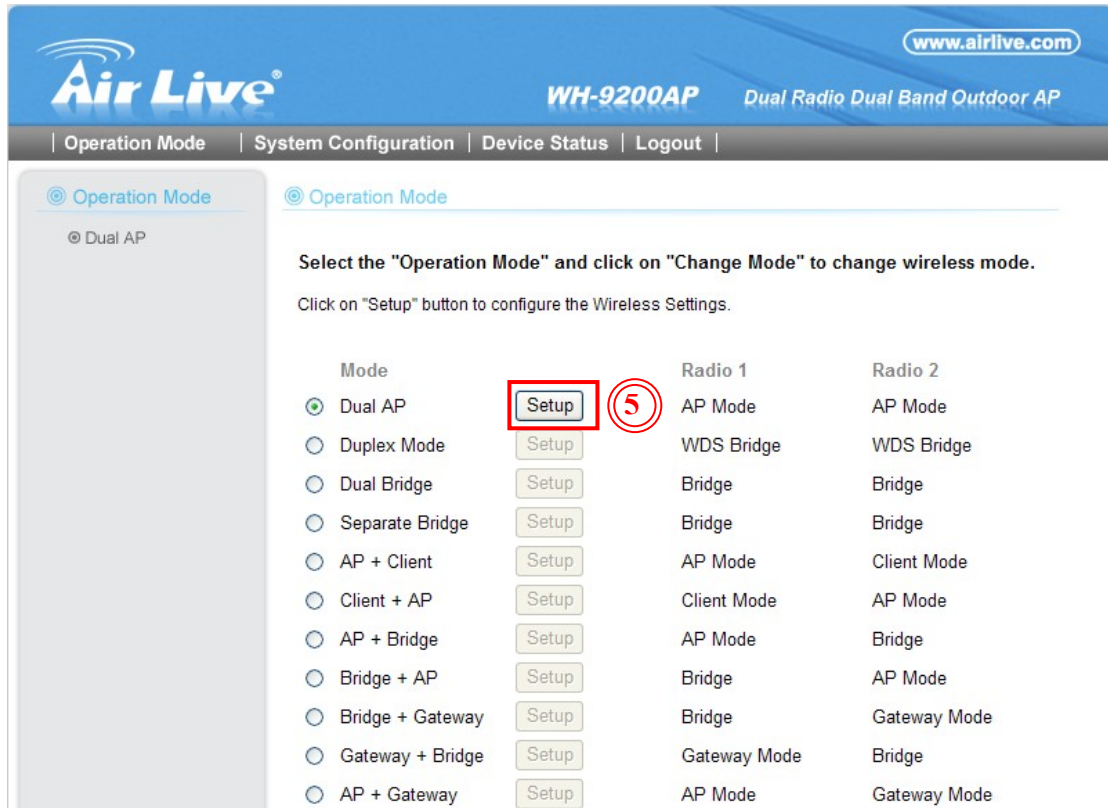 www.airlive.com
Air Live®
WH-9200AP Dual Radio Dual Band Outdoor AP
| Operation Mode | System Configuration | Device Status | Logout |
Operation Mode
Dual AP
Operation Mode
Select the "Operation Mode" and click on "Change Mode" to change wireless mode.
Click on "Setup" button to configure the Wireless Settings.
Mode Radio 1 Radio 2
Dual AP Setup 5 AP Mode AP Mode
Duplex Mode Setup WDS Bridge WDS Bridge
Dual Bridge Setup Bridge Bridge
Separate Bridge Setup Bridge Bridge
AP + Client Setup AP Mode Client Mode
Client + AP Setup Client Mode AP Mode
AP + Bridge Setup AP Mode Bridge
Bridge + AP Setup Bridge AP Mode
Bridge + Gateway Setup Bridge Gateway Mode
Gateway + Bridge Setup Gateway Mode Bridge
AP + Gateway Setup AP Mode Gateway Mode